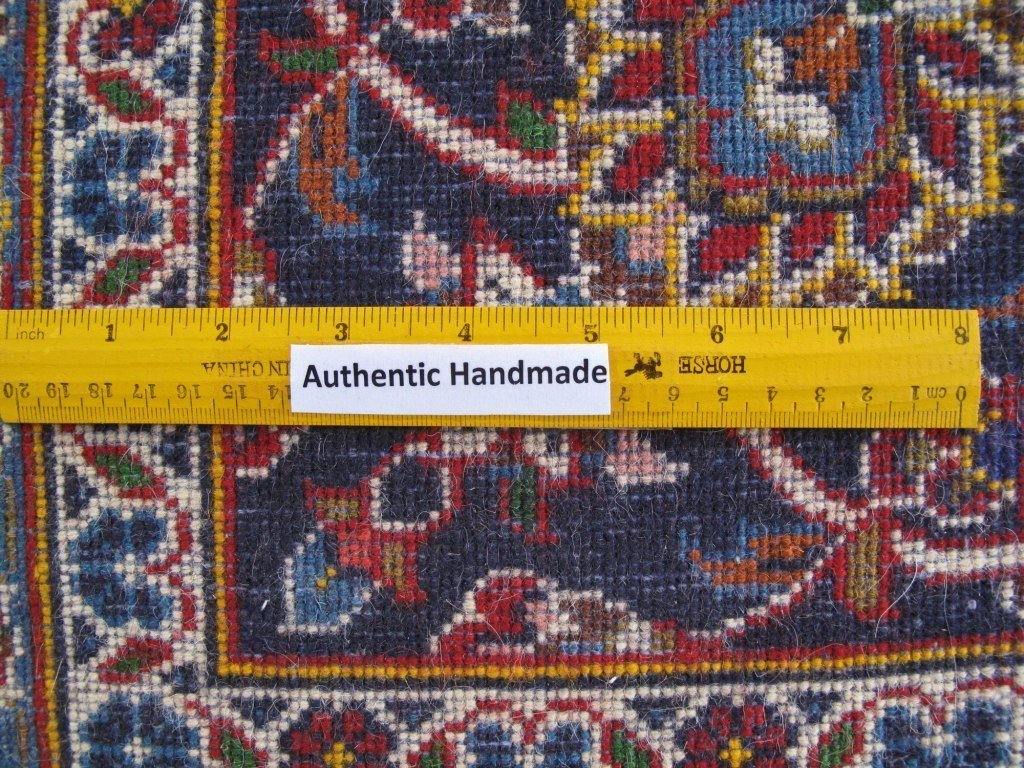 inch 1 2 3 4 5 6 7 8
IN CHINA
Authentic Handmade
HORSE
20 19 18 17 16 15 14 7 6 5 4 3 2 1 cm 0